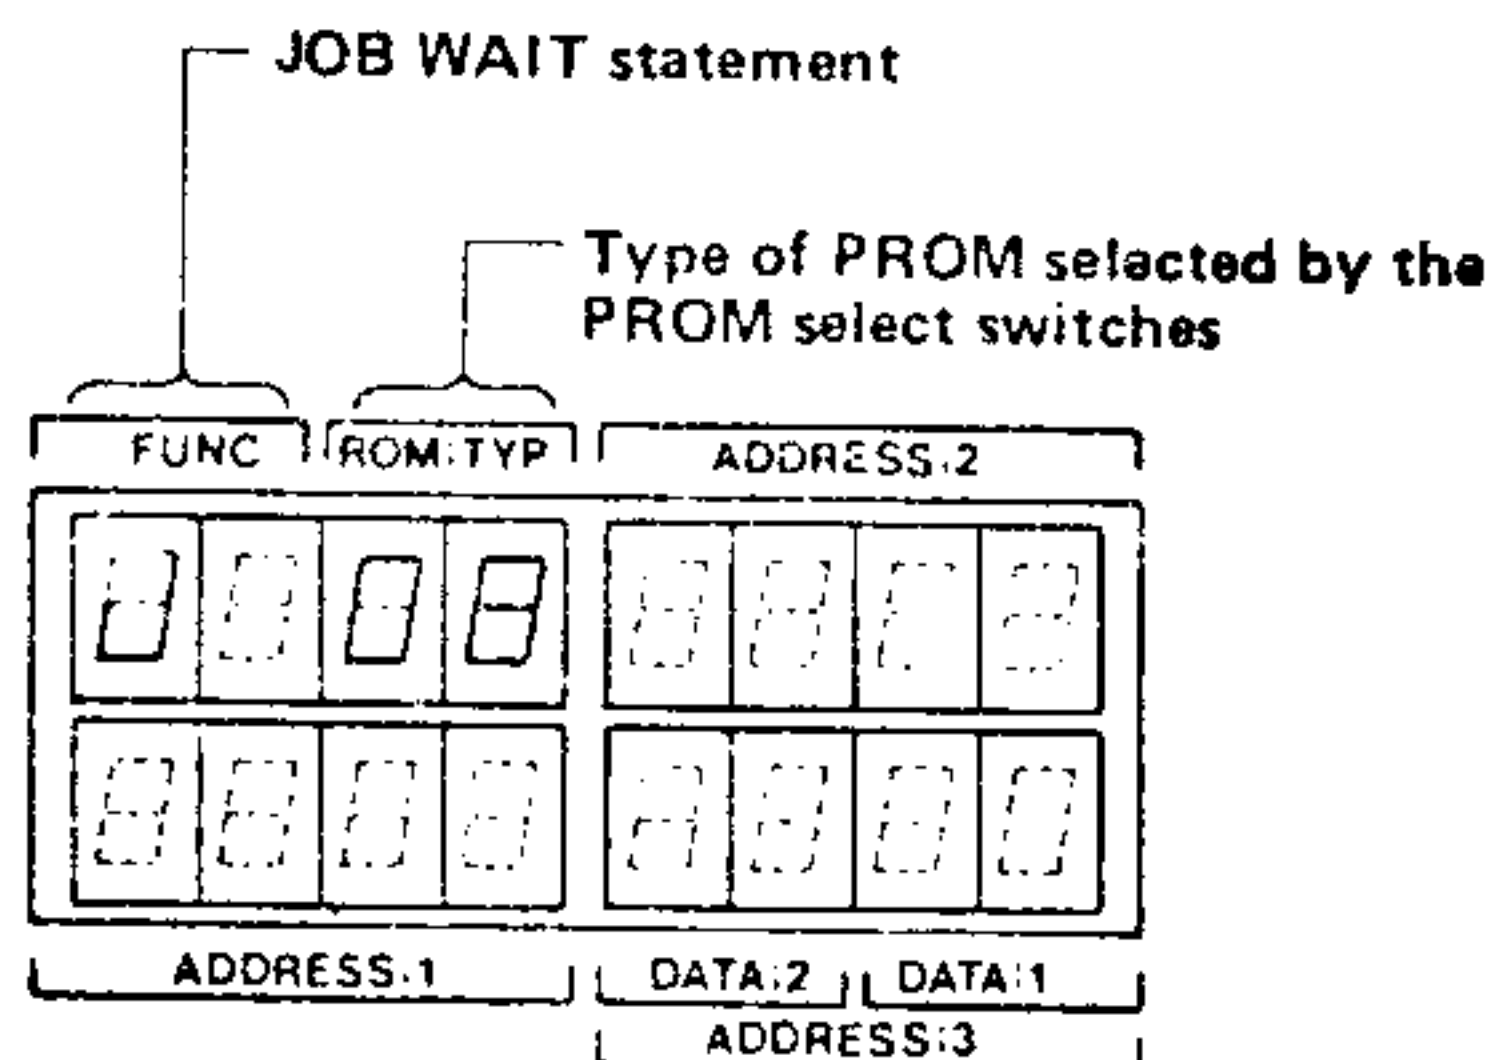 JOB WAIT statement
Type of PROM selected by the
PROM select switches
FUNC ROM:TYP ADDRESS:2
J 08
ADDRESS:1 DATA:2 DATA:1
ADDRESS:3